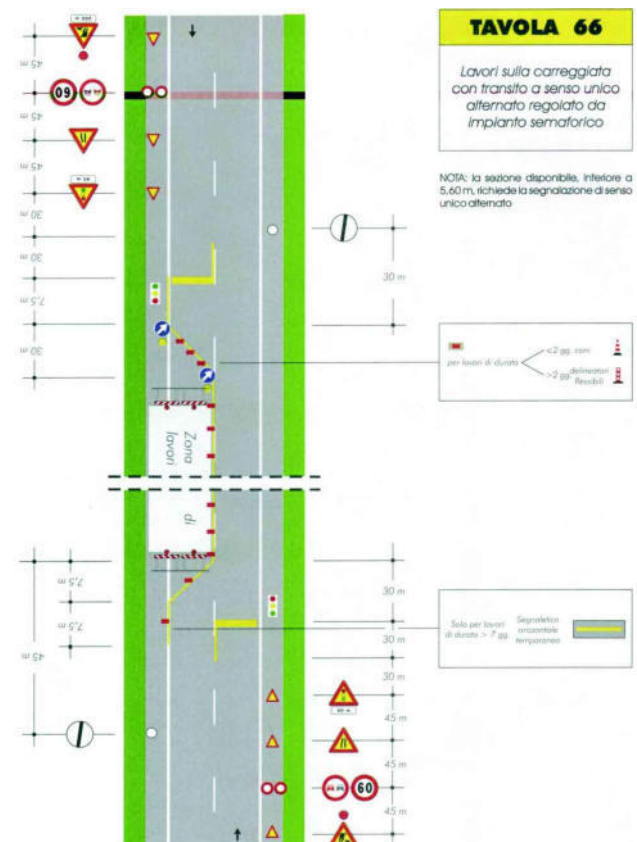 TAVOLA 66
Lavori sulla carreggiata
con transito a senso unico
alternato regolato da
impianto semaforico
NOTA: la sezione disponibile, inferiore a
5,60 m, richiede la segnalazione di senso
unico alternato
45 m
60
45 m
45 m
30 m
30 m
7,5 m
30 m
30 m
per lavori di durata
<2 gg. coni
>2 gg. delineatori
flessibili
Zona
lavori
di
7,5 m
7,5 m
45 m
30 m
30 m
30 m
Solo per lavori
di durata > 7 gg.
Segnaletica
orizzontale
temporanea
45 m
45 m
60
45 m